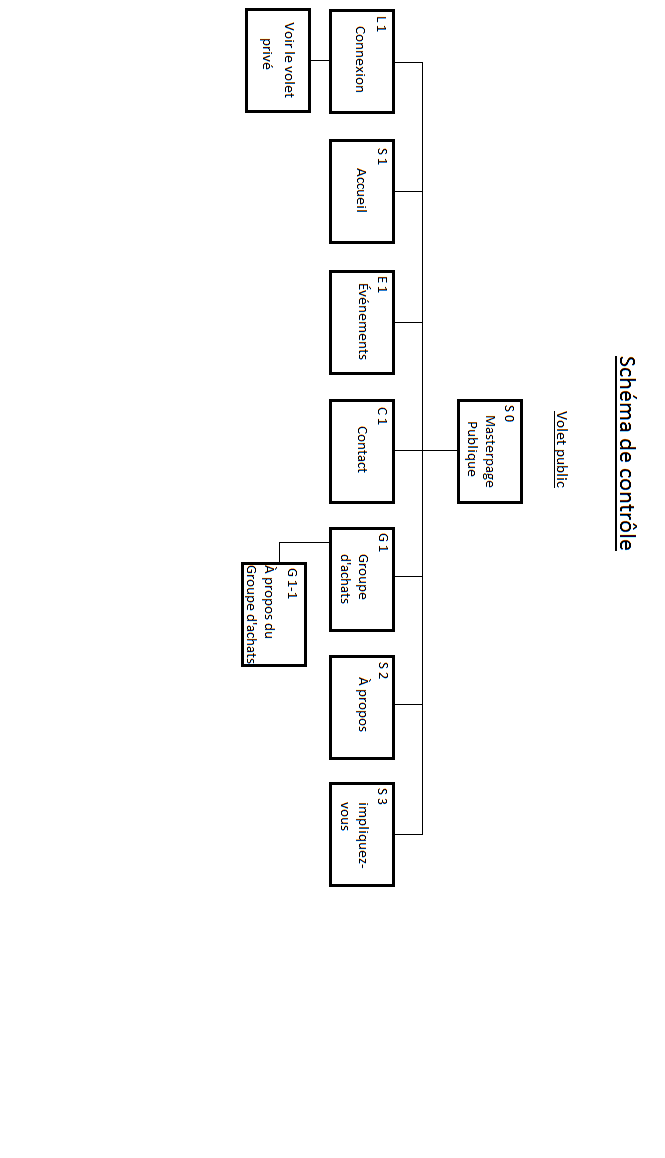 Schéma de contrôle
Volet public
S 0
Masterpage
Publique
L 1
Connexion
S 1
Accueil
E 1
Événements
C 1
Contact
G 1
Groupe
d'achats
S 2
À propos
S 3
impliquez-
vous
Voir le volet
privé
G 1-1
À propos du
Groupe d'achats